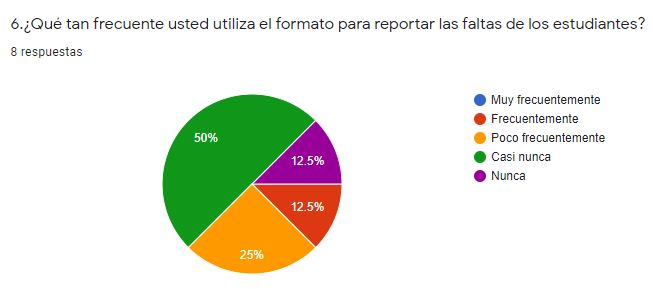 6.¿Qué tan frecuente usted utiliza el formato para reportar las faltas de los estudiantes?
8 respuestas
50%
12.5%
12.5%
25%
Muy frecuentemente
Frecuentemente
Poco frecuentemente
Casi nunca
Nunca